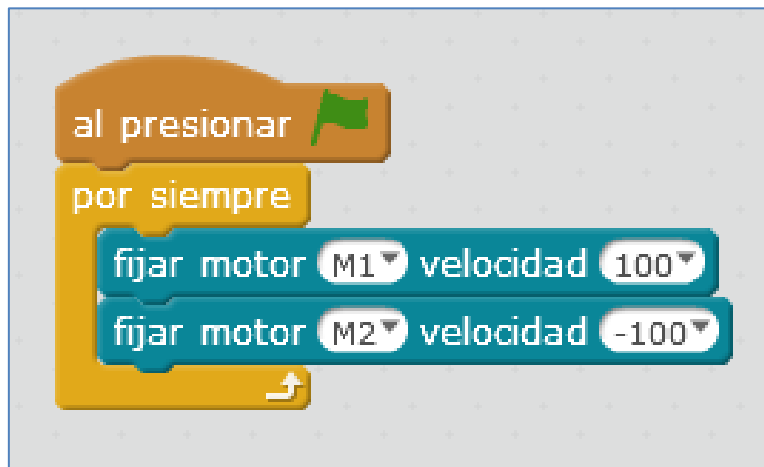 al presionar
por siempre
fijar motor M1 velocidad 100
fijar motor M2 velocidad -100